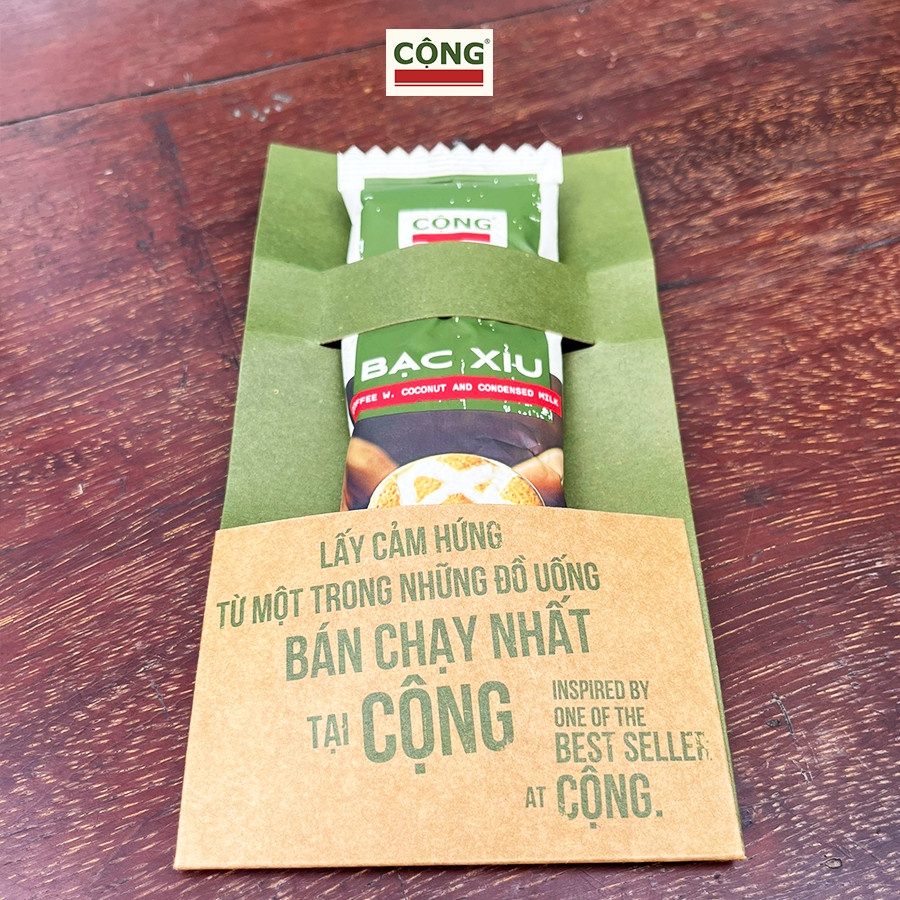 CỘNG®
CỘNG®
BẠC XỈU
COFFEE W. COCONUT AND CONDENSED MILK
LẤY CẢM HỨNG
TỪ MỘT TRONG NHỮNG ĐỒ UỐNG
BÁN CHẠY NHẤT
TẠI CỘNG
INSPIRED BY
ONE OF THE
BEST SELLER
AT CỘNG.